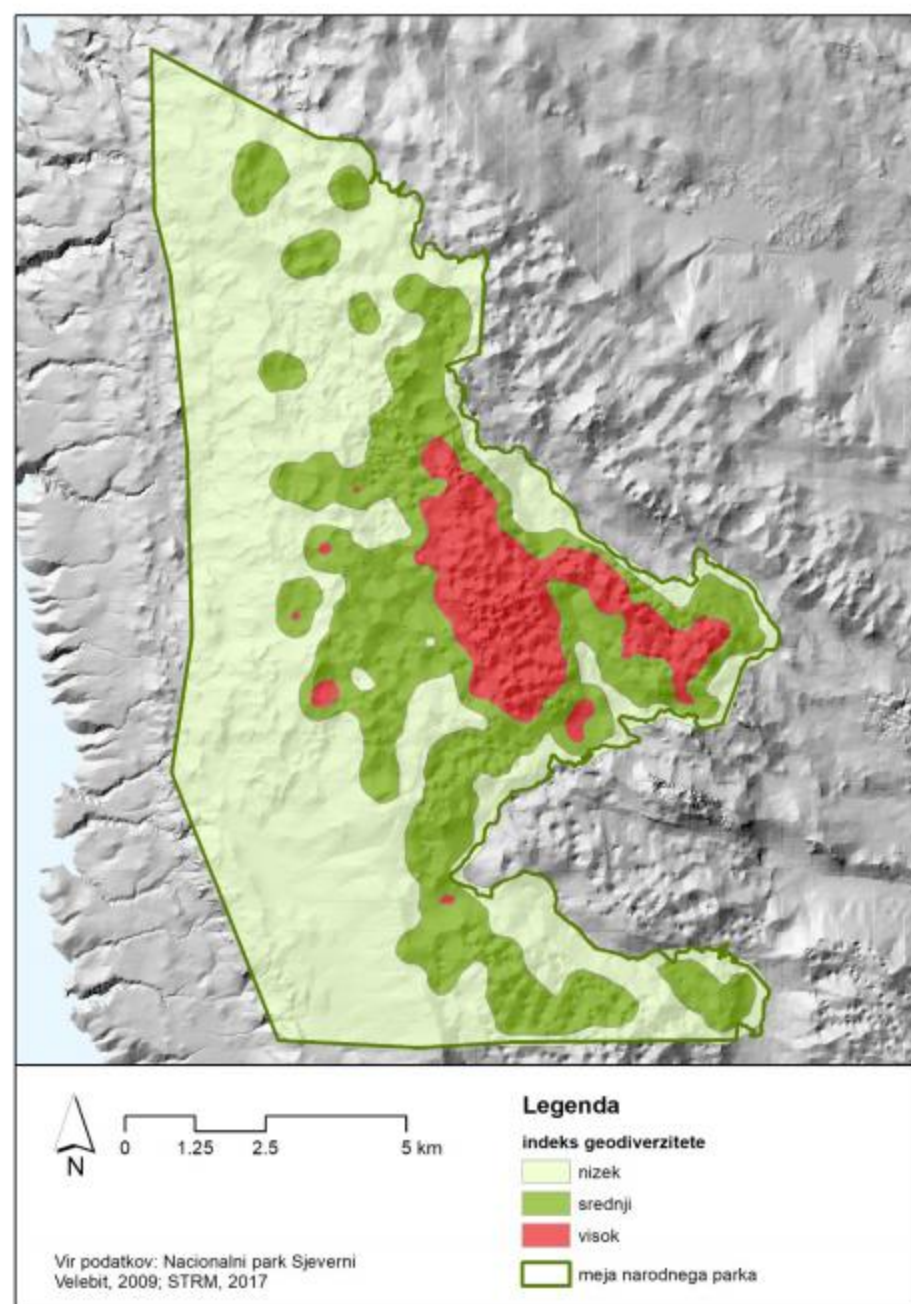 N
0 1.25 2.5 5 km
Vir podatkov: Nacionalni park Sjeverni
Velebit, 2009; STRM, 2017
Legenda
indeks geodiverzitete
nizek
srednji
visok
meja narodnega parka